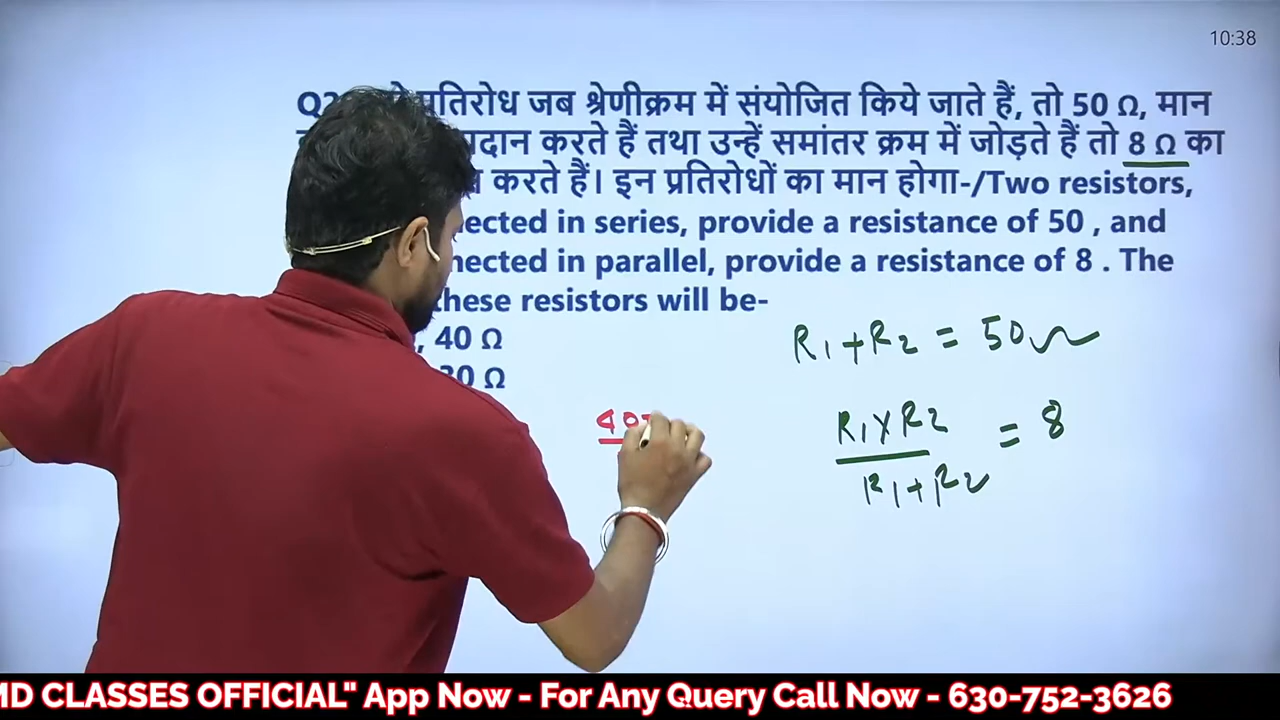 10:38
प्रतिरोध जब श्रेणीक्रम में संयोजित किये जाते हैं, तो 50 Ω, मान
करते हैं तथा उन्हें समांतर क्रम में जोड़ते हैं तो 8 Ω का
करते हैं। इन प्रतिरोधों का मान होगा-/Two resistors,
in series, provide a resistance of 50 , and
in parallel, provide a resistance of 8 . The
these resistors will be-
, 40 Ω
Ω
R1+R2 = 50Ω
R1×R2
= 8
R1+R2
40
MD CLASSES OFFICIAL" App Now - For Any Query Call Now - 630-752-3626